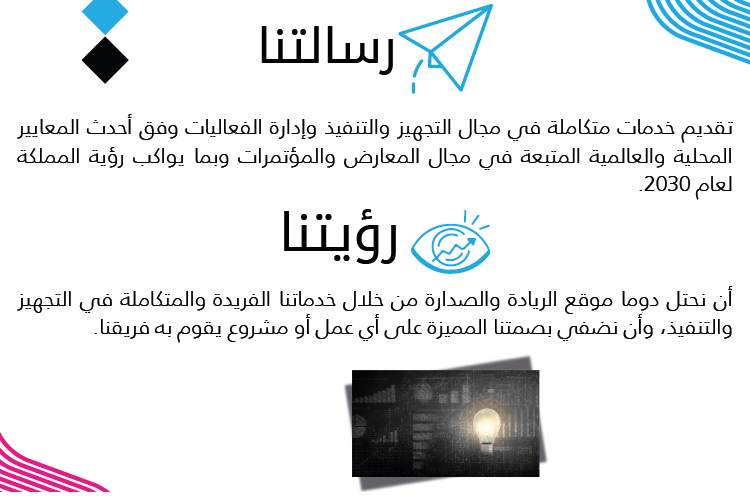 رسالتنا
تقديم خدمات متكاملة في مجال التجهيز والتنفيذ وإدارة الفعاليات وفق أحدث المعايير
المحلية والعالمية المتبعة في مجال المعارض والمؤتمرات وبما يواكب رؤية المملكة
لعام 2030.
رؤيتنا
أن نحتل دوما موقع الريادة والصدارة من خلال خدماتنا الفريدة والمتكاملة في التجهيز
والتنفيذ، وأن نضفي بصمتنا المميزة على أي عمل أو مشروع يقوم به فريقنا.